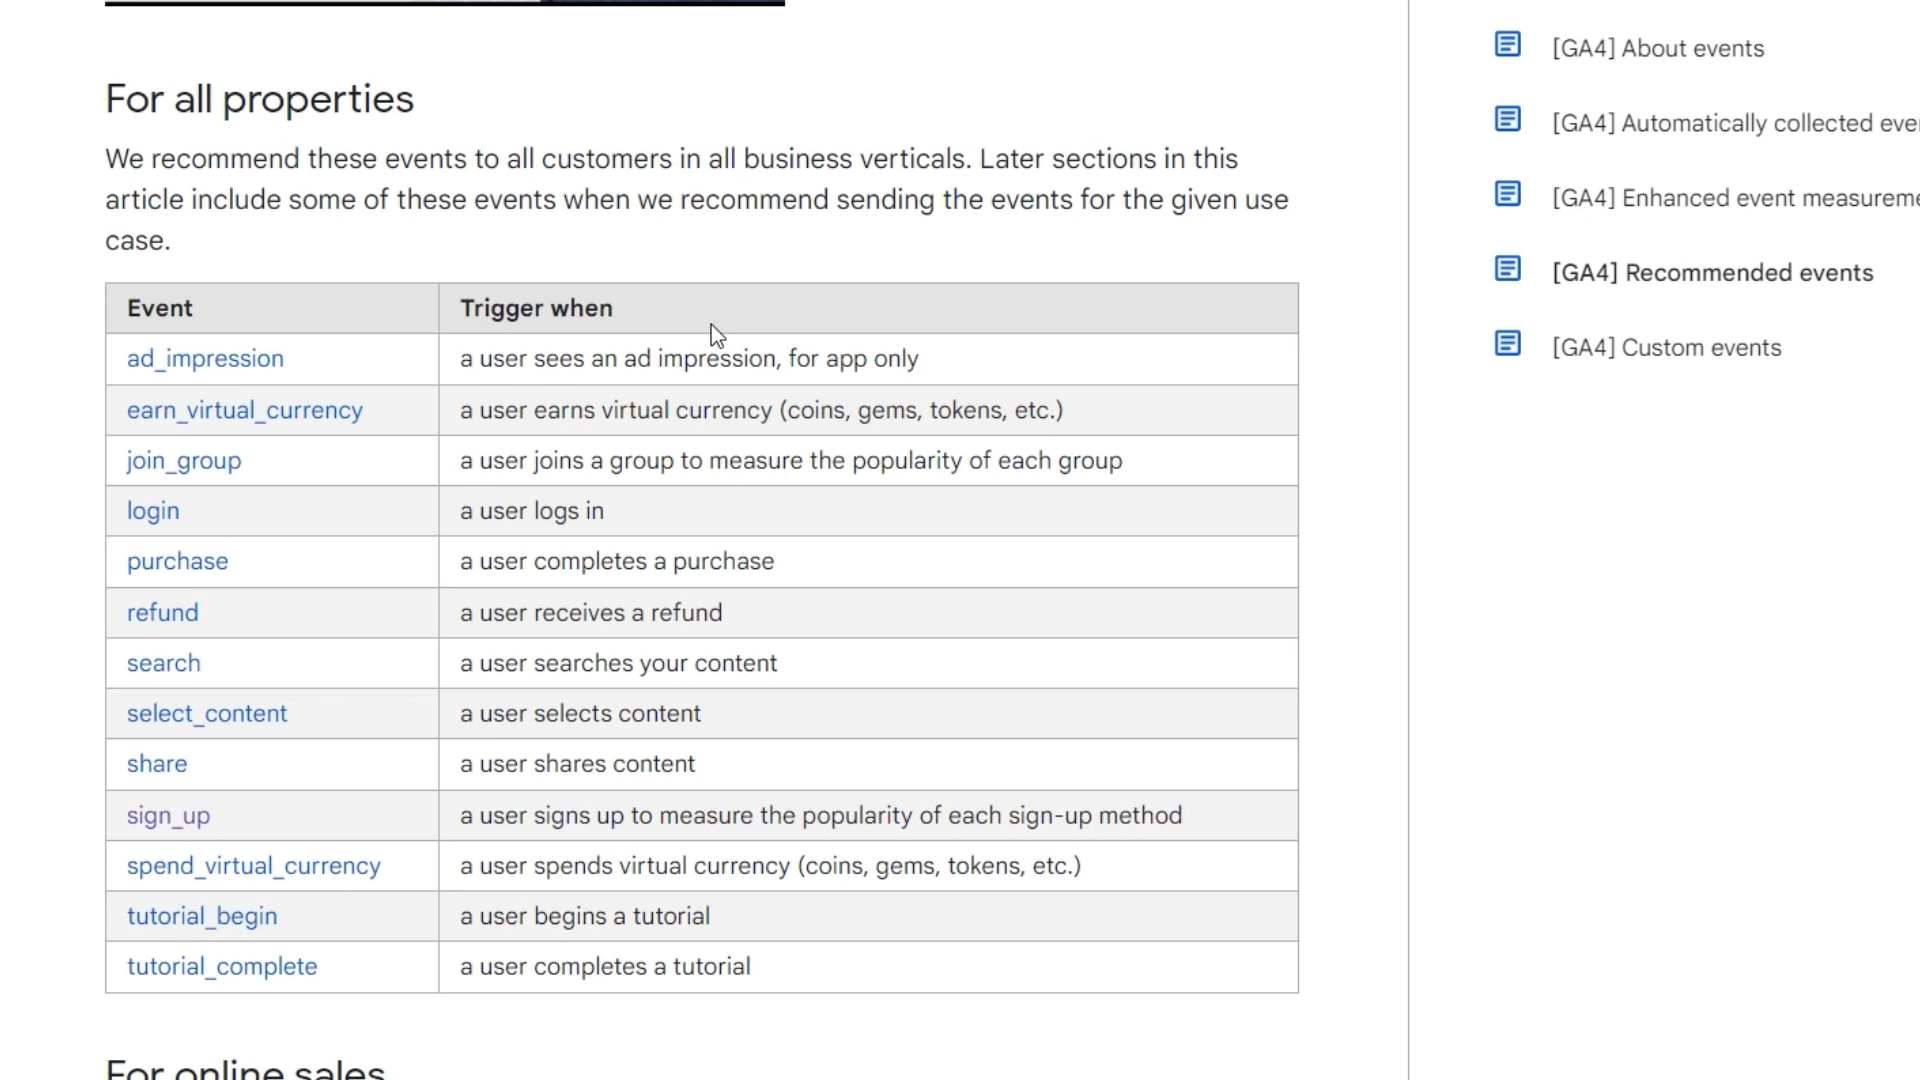 For all properties
We recommend these events to all customers in all business verticals. Later sections in this
article include some of these events when we recommend sending the events for the given use
case.
Event Trigger when
ad_impression a user sees an ad impression, for app only
earn_virtual_currency a user earns virtual currency (coins, gems, tokens, etc.)
join_group a user joins a group to measure the popularity of each group
login a user logs in
purchase a user completes a purchase
refund a user receives a refund
search a user searches your content
select_content a user selects content
share a user shares content
sign_up a user signs up to measure the popularity of each sign-up method
spend_virtual_currency a user spends virtual currency (coins, gems, tokens, etc.)
tutorial_begin a user begins a tutorial
tutorial_complete a user completes a tutorial
For online sales
[GA4] About events
[GA4] Automatically collected
[GA4] Enhanced event
[GA4] Recommended events
[GA4] Custom events